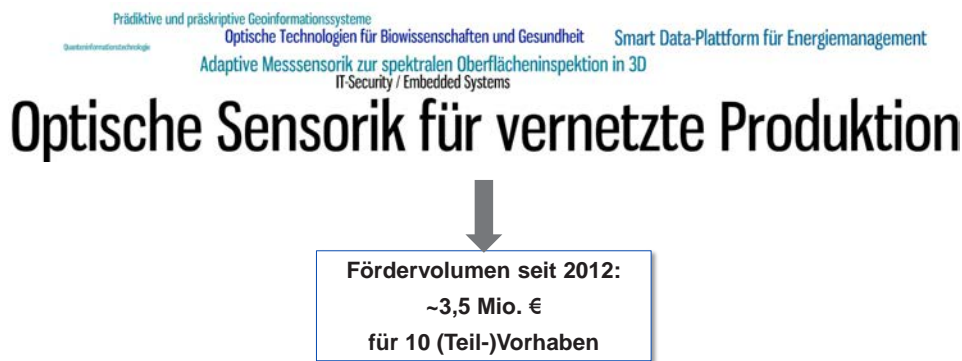 Prädiktive und präskriptive Geoinformationssysteme
Optische Technologien für Biowissenschaften und Gesundheit
Smart Data-Plattform für Energiemanagement
Quanteninformationstechnologie
Adaptive Messsensorik zur spektralen Oberflächeninspektion in 3D
IT-Security / Embedded Systems
Optische Sensorik für vernetzte Produktion
Fördervolumen seit 2012:
~3,5 Mio. €
für 10 (Teil-)Vorhaben